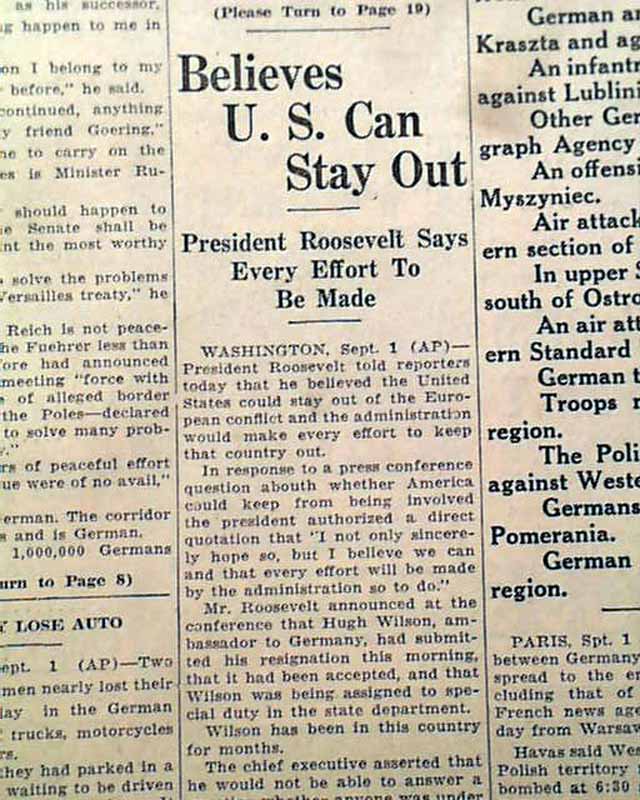 as his successor,
happen to me in
on I belong to my
before," he said.
continued, anything
friend Goering."
to carry on the
is Minister Ru-
should happen to
Senate shall be
the most worthy
solve the problems
Versailles treaty," he
Reich is not peace-
the Fuehrer less than
had announced
meeting "force with
of alleged border
the Poles—declared
to solve many prob-
of peaceful effort
were of no avail,"
The corridor
and is German.
1,000,000 Germans
to Page 8)
LOSE AUTO
1 (AP)—Two
men nearly lost their
in the German
trucks, motorcycles
they had parked in a
waiting to be driven
(Please Turn to Page 19)
Believes
U. S. Can
Stay Out
President Roosevelt Says
Every Effort To
Be Made
WASHINGTON, Sept. 1 (AP)—
President Roosevelt told reporters
today that he believed the United
States could stay out of the Euro-
pean conflict and the administration
would make every effort to keep
that country out.
In response to a press conference
question abouth whether America
could keep from being involved
the president authorized a direct
quotation that "I not only sincere-
ly hope so, but I believe we can
and that every effort will be made
by the administration so to do."
Mr. Roosevelt announced at the
conference that Hugh Wilson, am-
bassador to Germany, had submit-
ted his resignation this morning,
that it had been accepted, and that
Wilson was being assigned to spe-
cial duty in the state department.
Wilson has been in this country
for months.
The chief executive asserted that
he would not be able to answer a
whether anyone was under
German
Kraszta and
An infantr
against Lublini
Other Ger
graph Agency
An offensi
Myszyniec.
Air attack
ern section of
In upper
south of Ostro
An air att
ern Standard
German t
Troops
region.
The Poli
against Weste
Germans
Pomerania.
German
region.
PARIS, Spt. 1
between Germany
spread to the
cluding that of
French news age
day from Warsaw
Havas said Wes
Polish territory
bombed at 6:30